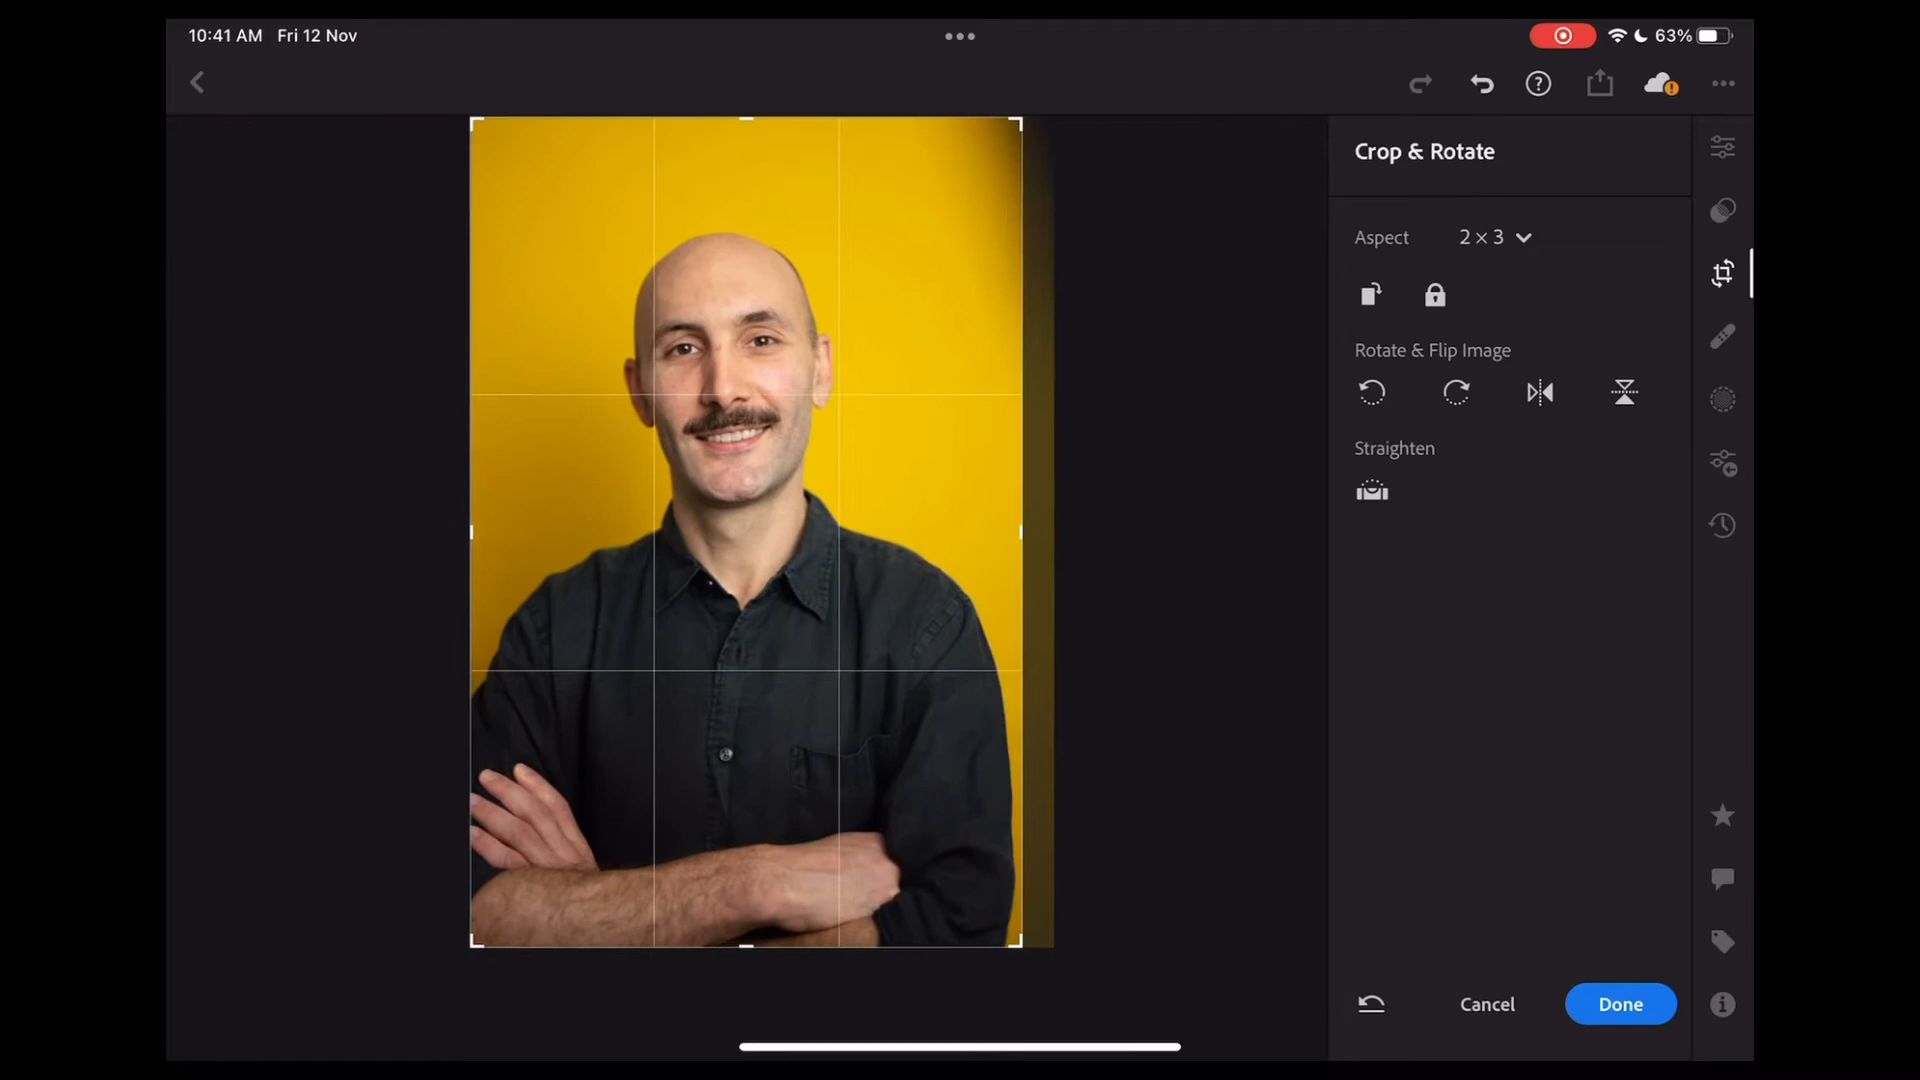 10:41 AM Fri 12 Nov
63%
Crop & Rotate
Aspect 2 × 3
Rotate & Flip Image
Straighten
Cancel Done